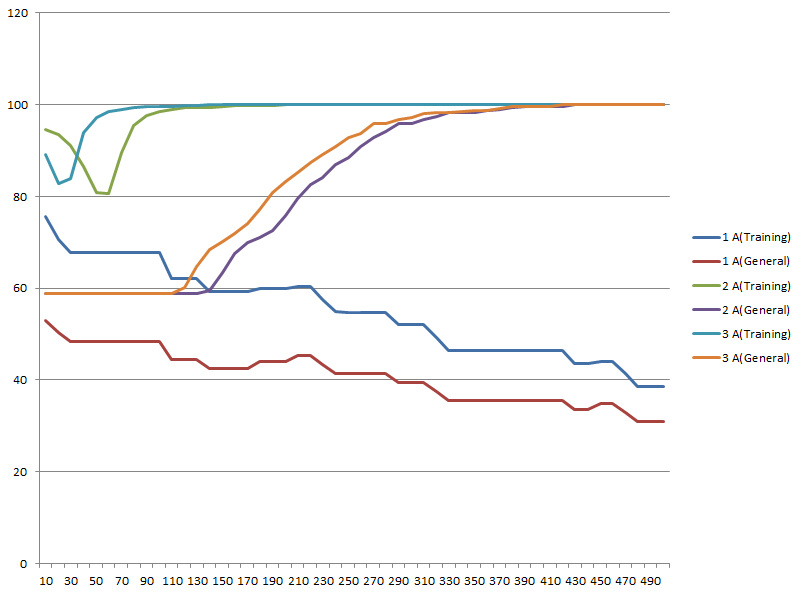 120
100
80
60
40
20
0
10 30 50 70 90 110 130 150 170 190 210 230 250 270 290 310 330 350 370 390 410 430 450 470 490
1 A(Training)
1 A(General)
2 A(Training)
2 A(General)
3 A(Training)
3 A(General)